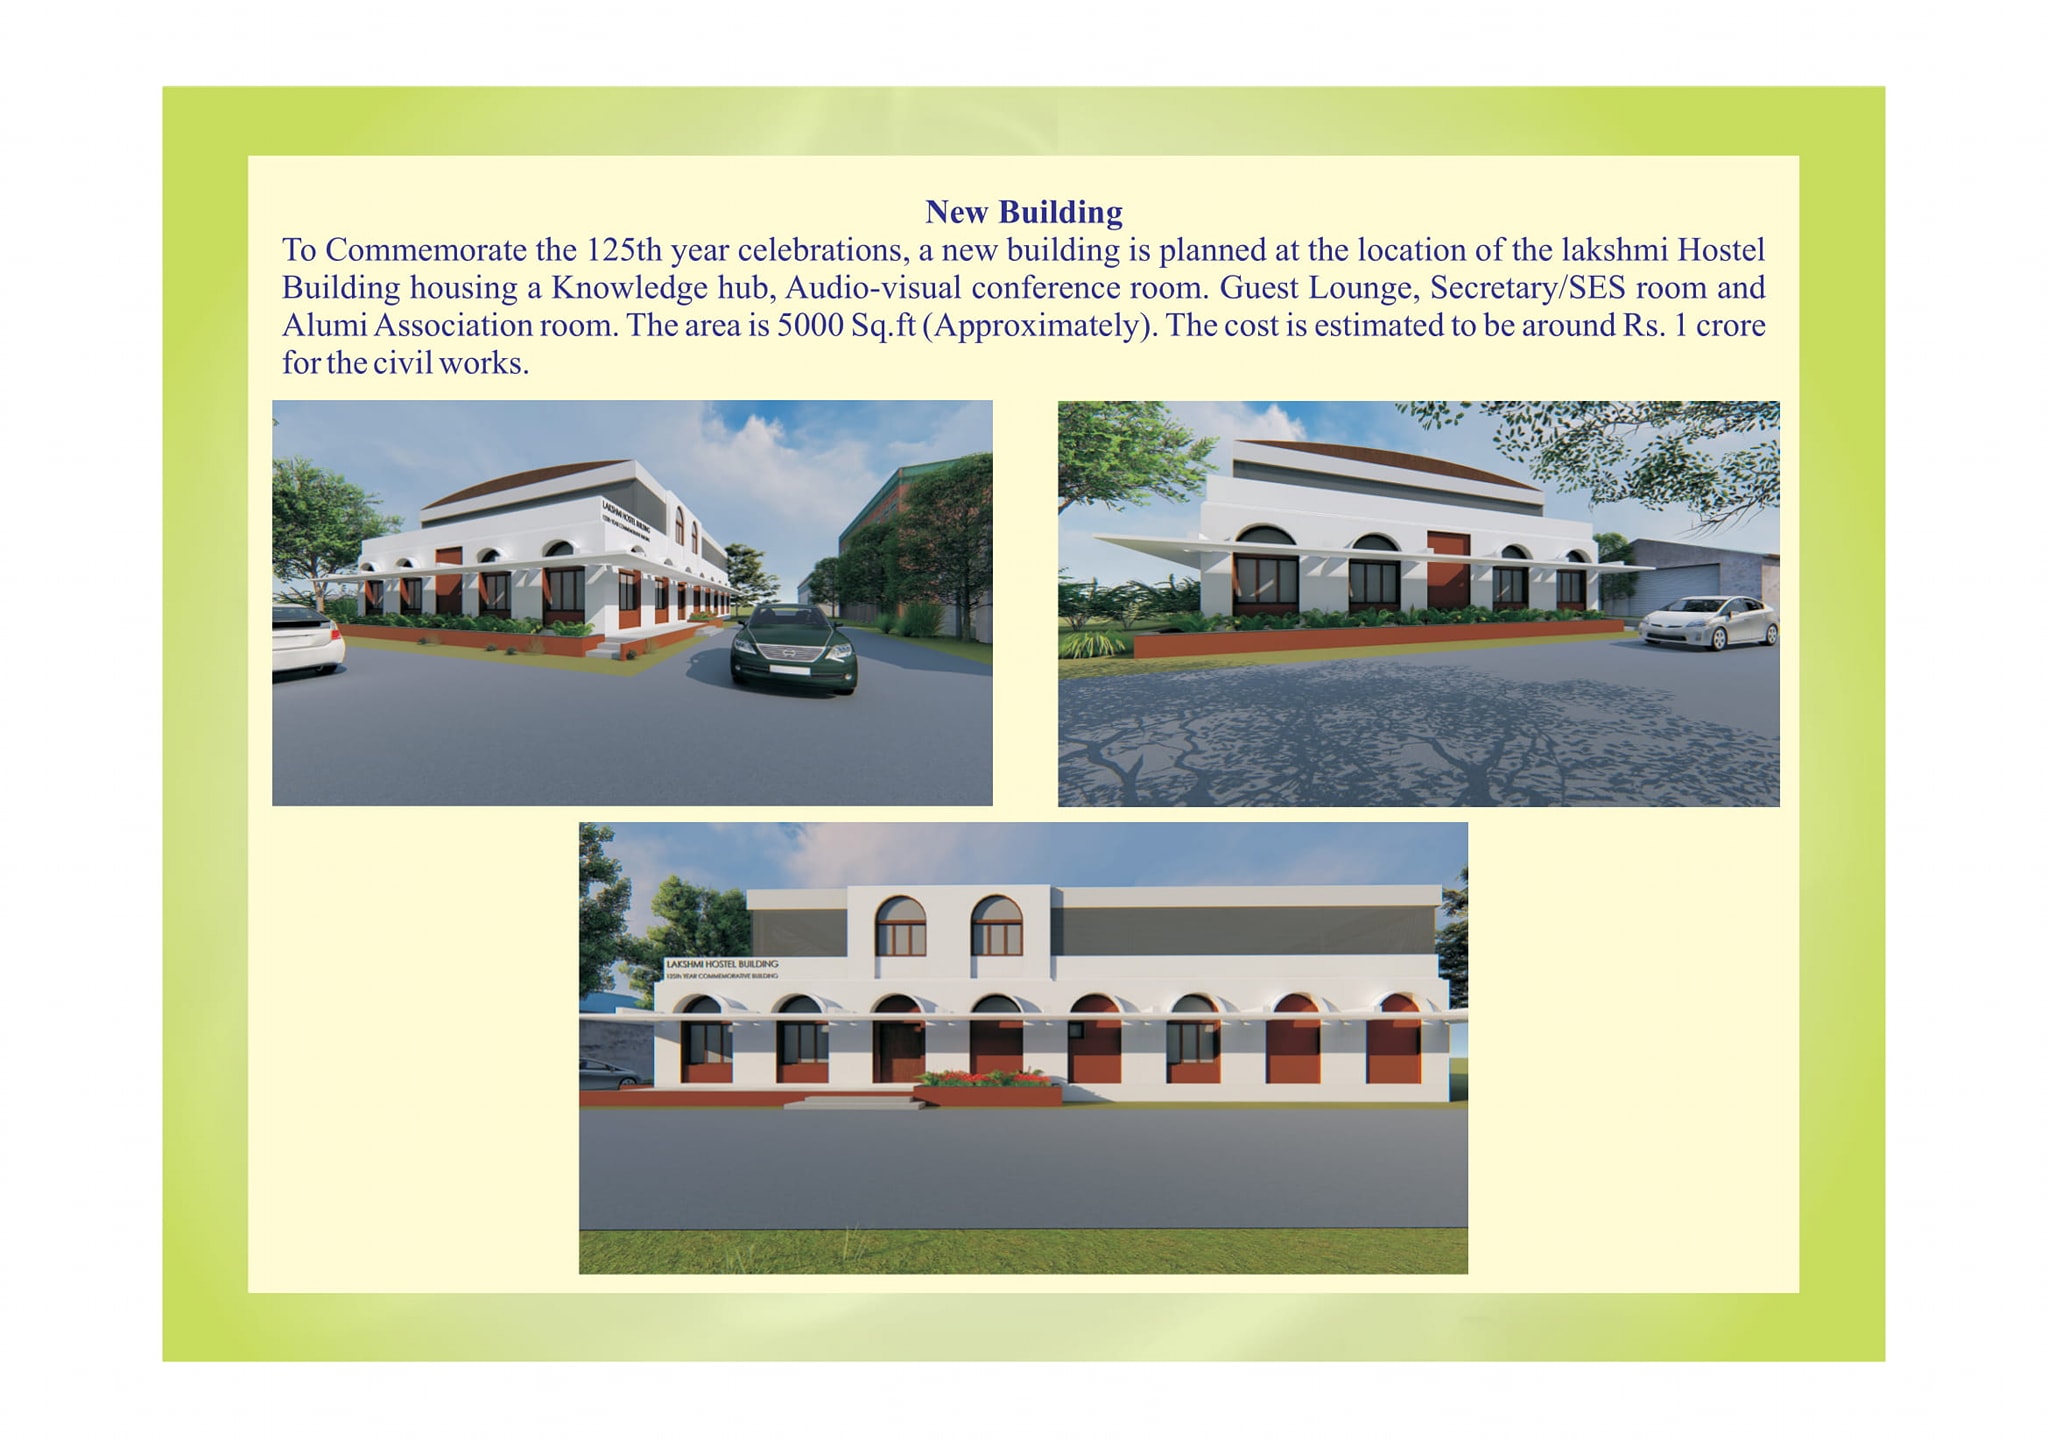 New Building
To Commemorate the 125th year celebrations, a new building is planned at the location of the lakshmi Hostel
Building housing a Knowledge hub, Audio-visual conference room. Guest Lounge, Secretary/SES room and
Alumi Association room. The area is 5000 Sq.ft (Approximately). The cost is estimated to be around Rs. 1 crore
for the civil works.
LAKSHMI HOSTEL BUILDING
125th YEAR COMMEMORATIVE BUILDING
LAKSHMI HOSTEL BUILDING
125th YEAR COMMEMORATIVE BUILDING